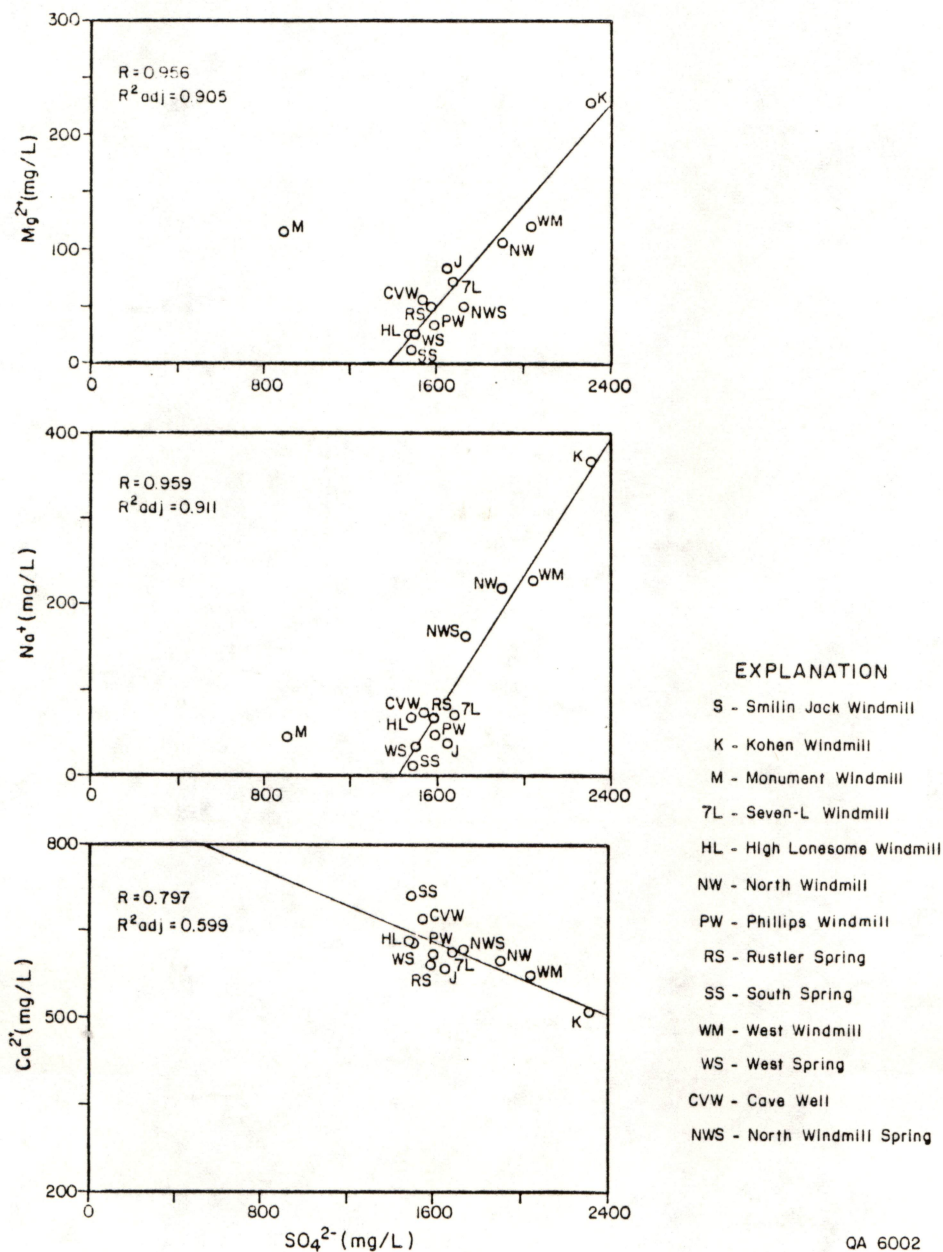 300
R = 0.956
R² adj = 0.905
K
200
Mg²⁺ (mg/L)
M
WM
NW
100
J
7L
CVW
RS
NWS
PW
HL
WS
SS
0
0 800 1600 2400
400
K
R = 0.959
R² adj = 0.911
NW
WM
200
Na⁺ (mg/L)
NWS
CVW
RS
7L
HL
M
PW
WS
J
SS
0
0 800 1600 2400
800
SS
R = 0.797
R² adj = 0.599
CVW
HL
PW
NWS
WS
NW
7L
RS
J
WM
500
K
Ca²⁺ (mg/L)
200
0 800 1600 2400
SO₄²⁻ (mg/L)
EXPLANATION
S - Smilin Jack Windmill
K - Kohen Windmill
M - Monument Windmill
7L - Seven-L Windmill
HL - High Lonesome Windmill
NW - North Windmill
PW - Phillips Windmill
RS - Rustler Spring
SS - South Spring
WM - West Windmill
WS - West Spring
CVW - Cave Well
NWS - North Windmill Spring
QA 6002